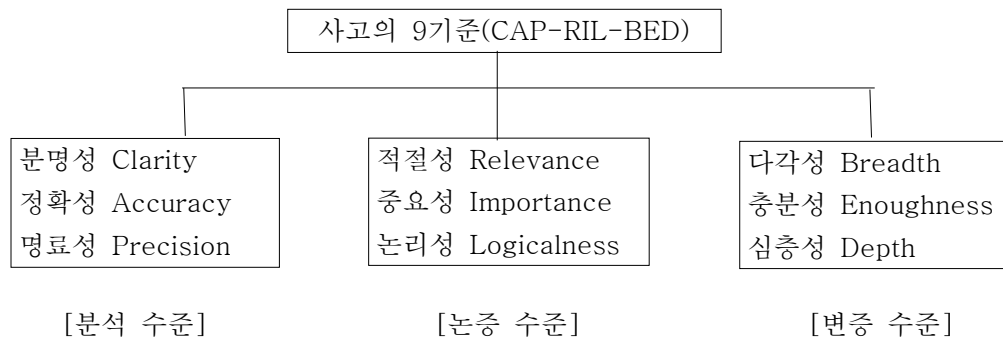 사고의 9기준(CAP-RIL-BED)
분명성 Clarity
정확성 Accuracy
명료성 Precision
[분석 수준]
적절성 Relevance
중요성 Importance
논리성 Logicalness
[논증 수준]
다각성 Breadth
충분성 Enoughness
심층성 Depth
[변증 수준]